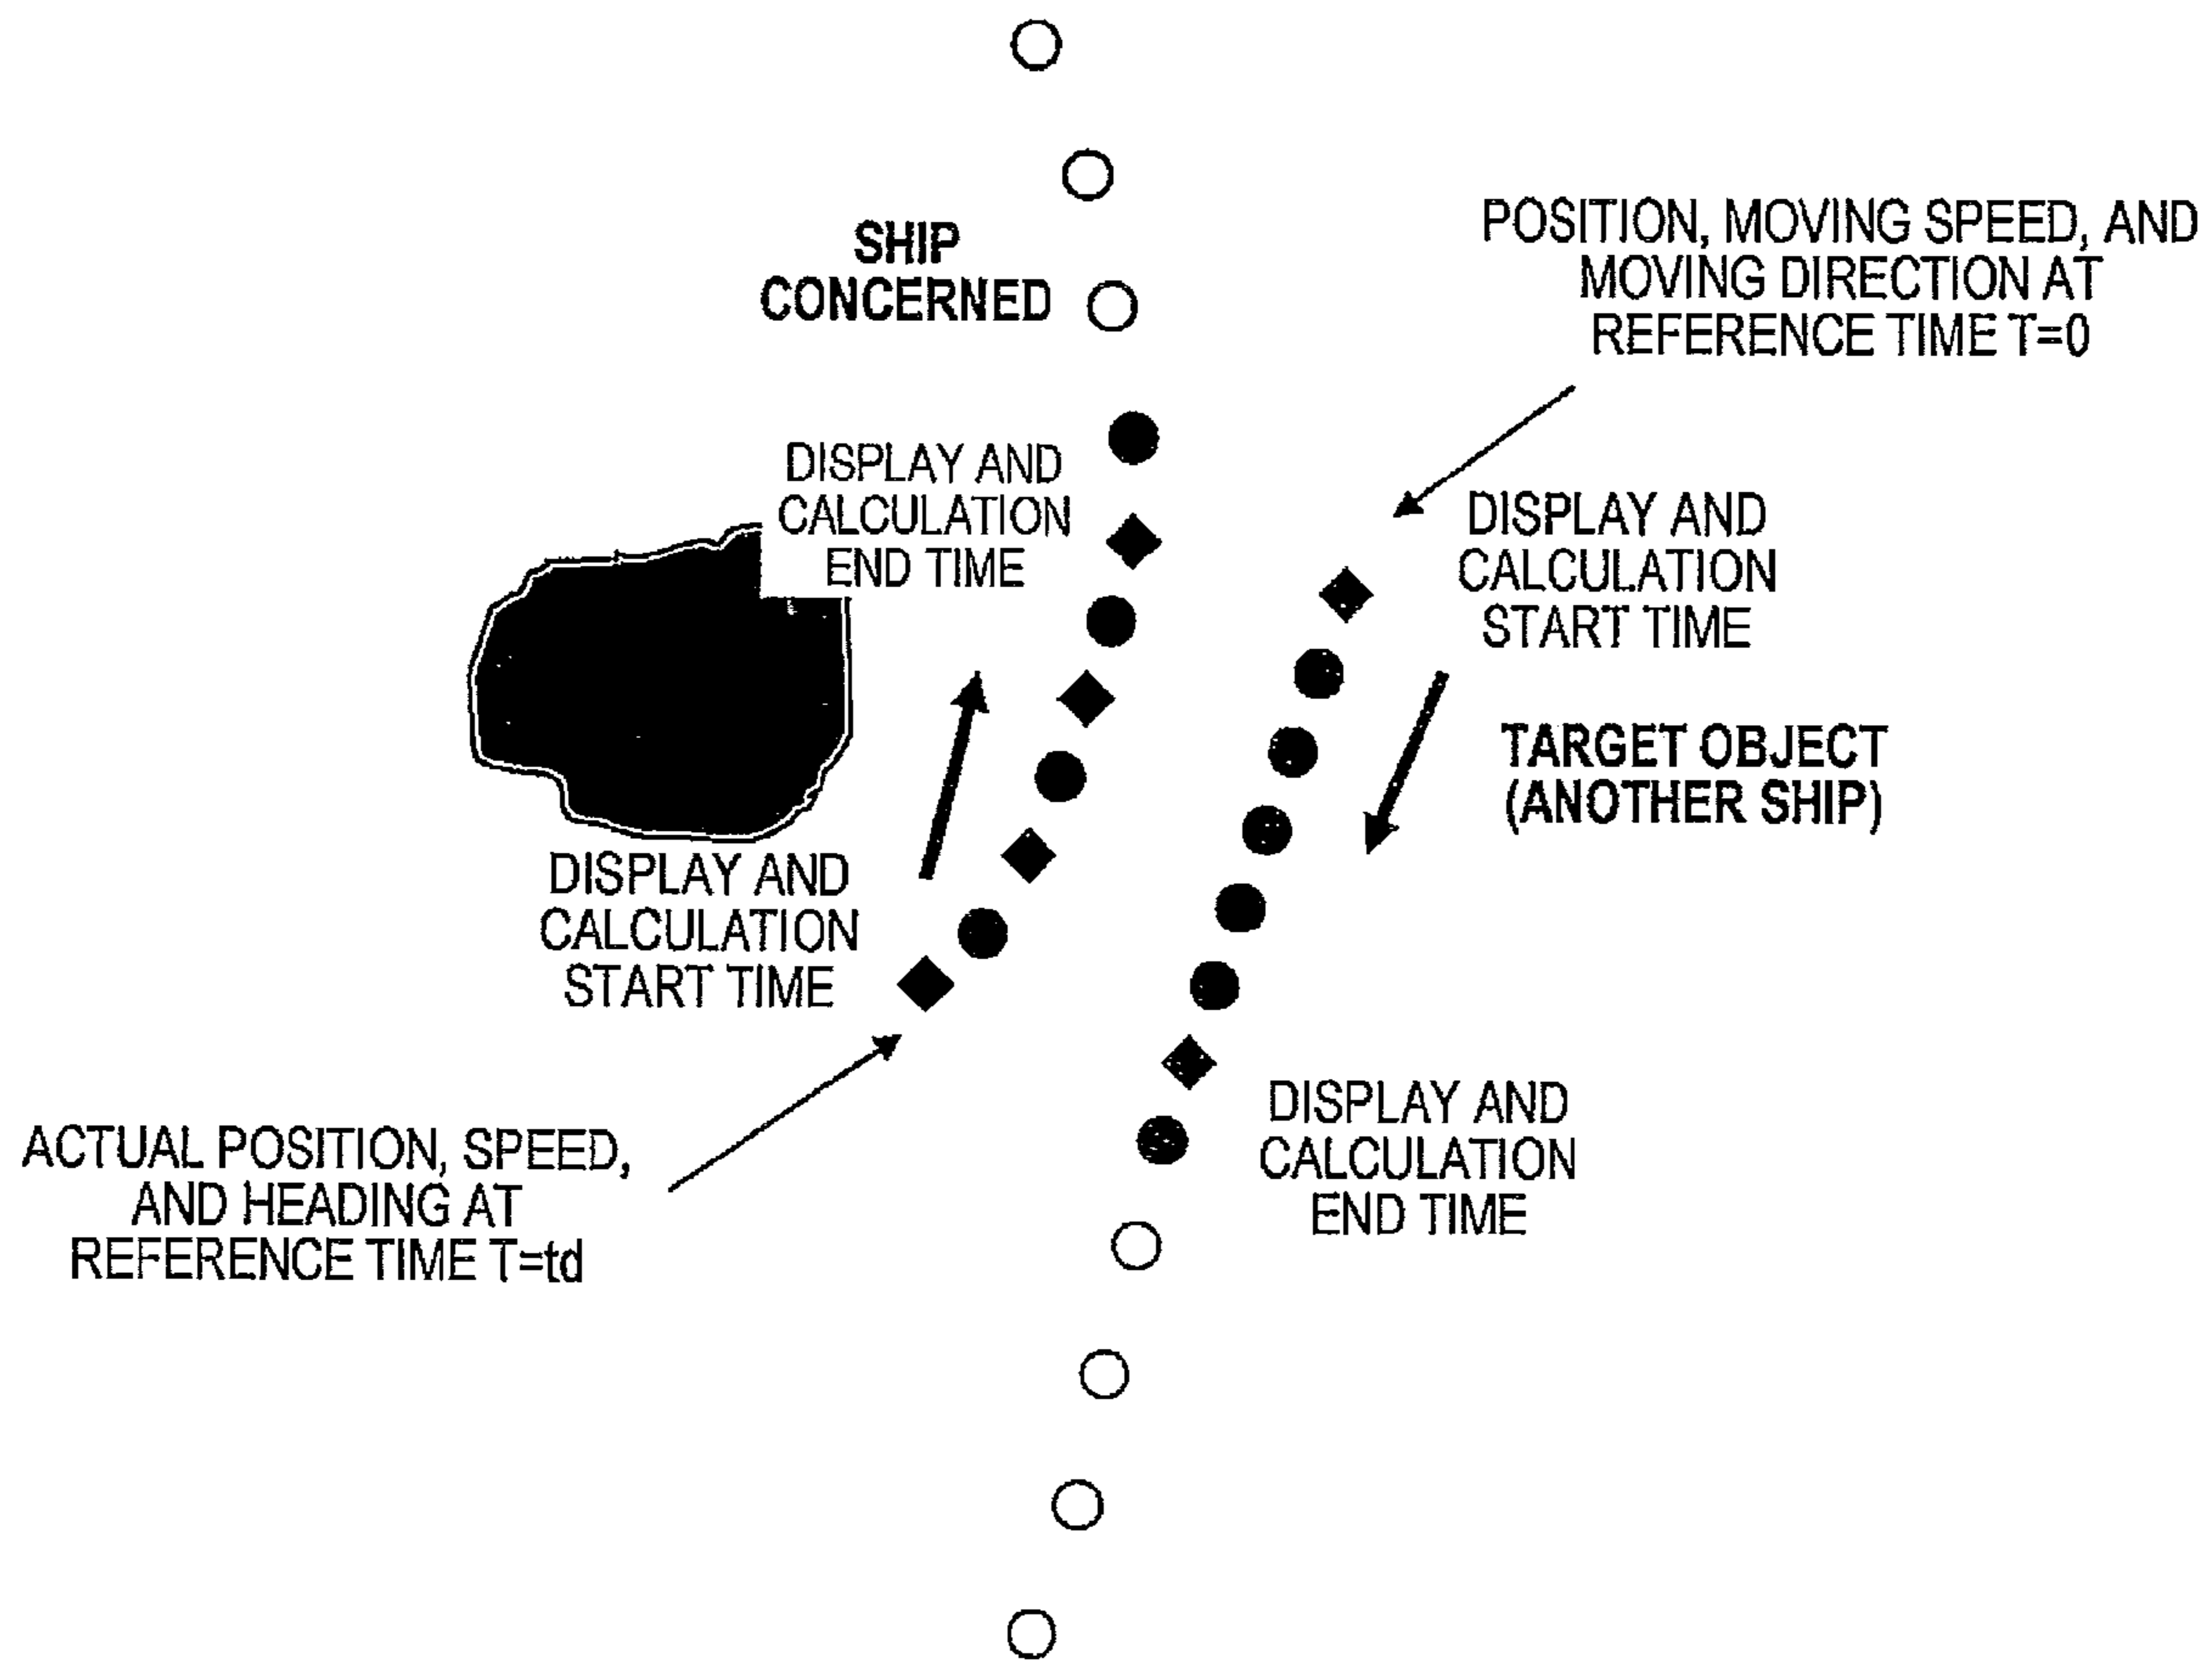 SHIP
CONCERNED
POSITION, MOVING SPEED, AND
MOVING DIRECTION AT
REFERENCE TIME T=0
DISPLAY AND
CALCULATION
END TIME
DISPLAY AND
CALCULATION
START TIME
TARGET OBJECT
(ANOTHER SHIP)
DISPLAY AND
CALCULATION
START TIME
ACTUAL POSITION, SPEED,
AND HEADING AT
REFERENCE TIME T=td
DISPLAY AND
CALCULATION
END TIME